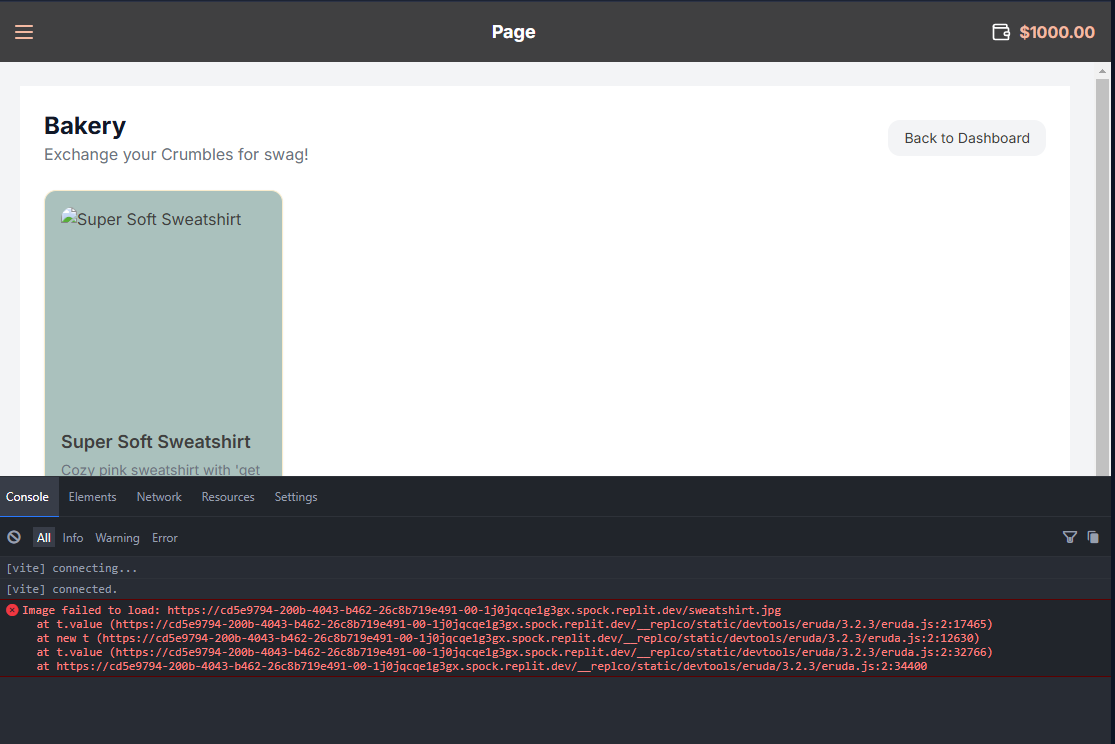 Page
$1000.00
Bakery
Exchange your Crumbles for swag!
Back to Dashboard
Super Soft Sweatshirt
Super Soft Sweatshirt
Cozy pink sweatshirt with 'get
Console Elements Network Resources Settings
All Info Warning Error
[vite] connecting...
[vite] connected.
Image failed to load: https://cd5e9794-200b-4043-b462-26c8b719e491-00-1j0jqcqe1g3gx.spock.replit.dev/sweatshirt.jpg
at t.value (https://cd5e9794-200b-4043-b462-26c8b719e491-00-1j0jqcqe1g3gx.spock.replit.dev/__replco/static/devtools/eruda/3.2.3/eruda.js:2:17465)
at new t (https://cd5e9794-200b-4043-b462-26c8b719e491-00-1j0jqcqe1g3gx.spock.replit.dev/__replco/static/devtools/eruda/3.2.3/eruda.js:2:12630)
at t.value (https://cd5e9794-200b-4043-b462-26c8b719e491-00-1j0jqcqe1g3gx.spock.replit.dev/__replco/static/devtools/eruda/3.2.3/eruda.js:2:32766)
at https://cd5e9794-200b-4043-b462-26c8b719e491-00-1j0jqcqe1g3gx.spock.replit.dev/__replco/static/devtools/eruda/3.2.3/eruda.js:2:34400